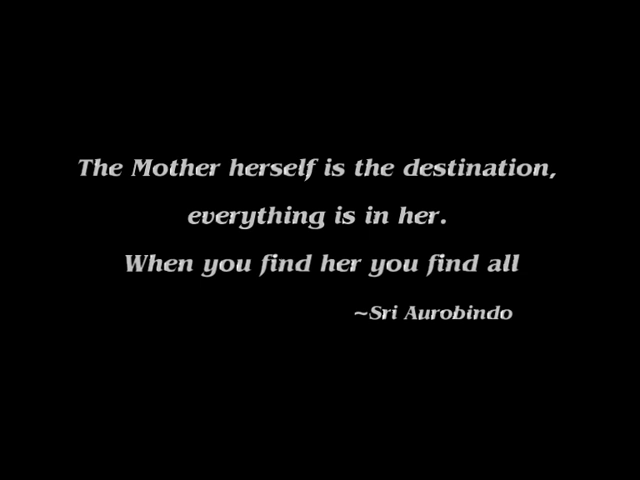 The Mother herself is the destination,
everything is in her.
When you find her you find all
~Sri Aurobindo